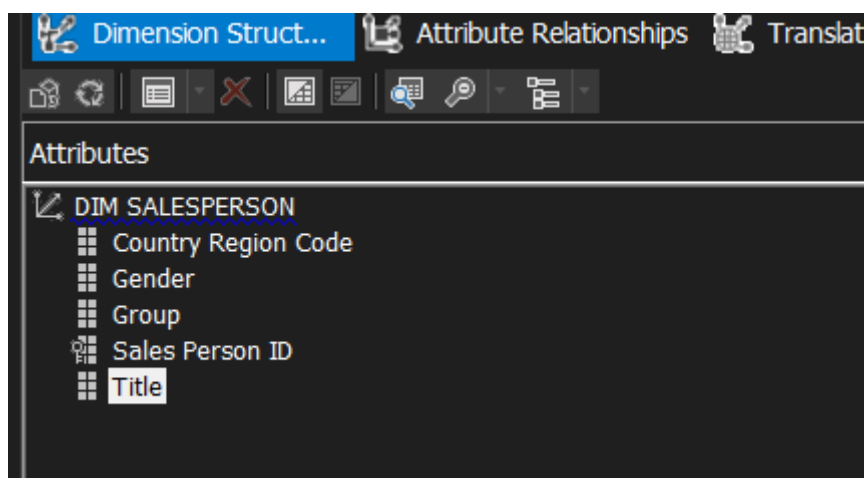 Dimension Struct... Attribute Relationships Translat
Attributes
DIM SALESPERSON
Country Region Code
Gender
Group
Sales Person ID
Title